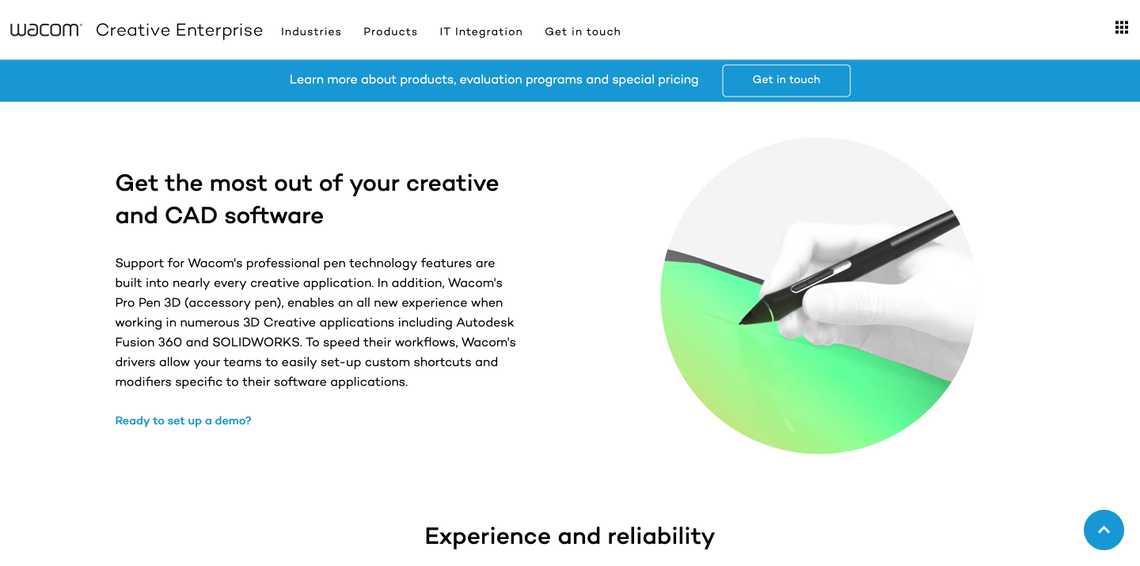 wacom Creative Enterprise Industries Products IT Integration Get in touch
Learn more about products, evaluation programs and special pricing Get in touch
Get the most out of your creative
and CAD software
Support for Wacom's professional pen technology features are
built into nearly every creative application. In addition, Wacom's
Pro Pen 3D (accessory pen), enables an all new experience when
working in numerous 3D Creative applications including Autodesk
Fusion 360 and SOLIDWORKS. To speed their workflows, Wacom's
drivers allow your teams to easily set-up custom shortcuts and
modifiers specific to their software applications.
Ready to set up a demo?
Experience and reliability